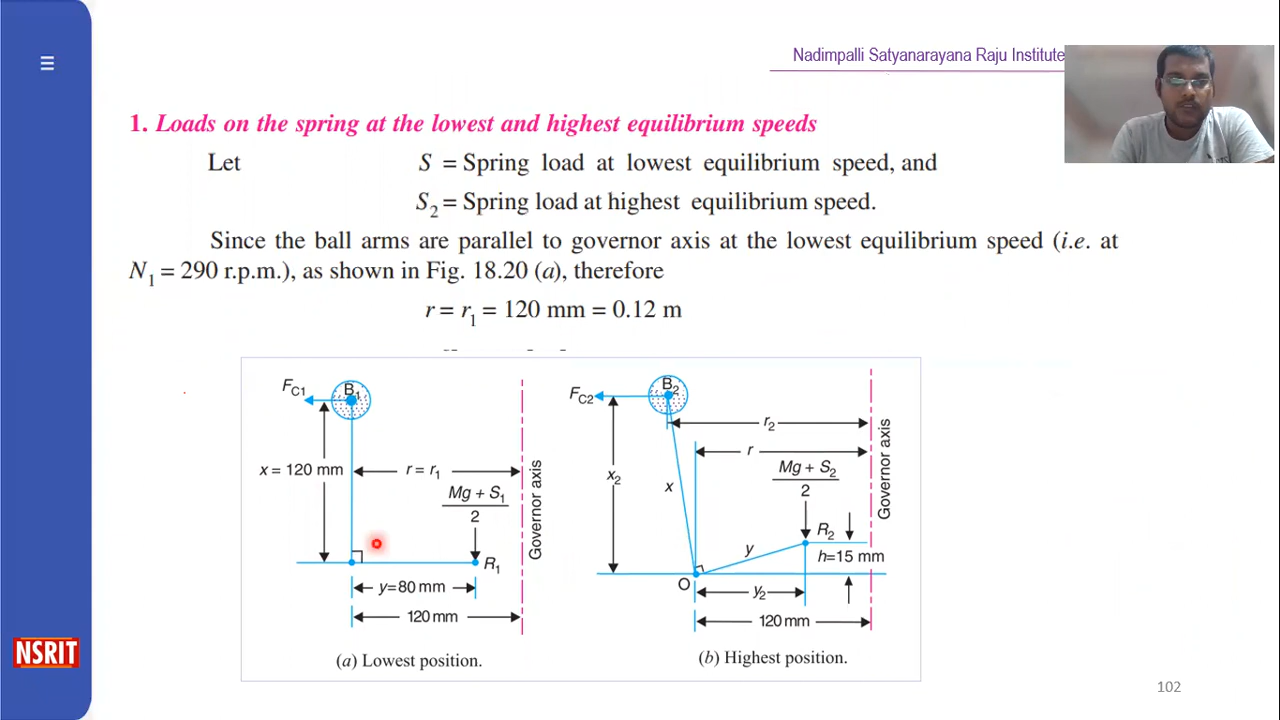 Nadimpalli Satyanarayana Raju Institute
1. Loads on the spring at the lowest and highest equilibrium speeds
Let S = Spring load at lowest equilibrium speed, and
S2 = Spring load at highest equilibrium speed.
Since the ball arms are parallel to governor axis at the lowest equilibrium speed (i.e. at
N1 = 290 r.p.m.), as shown in Fig. 18.20 (a), therefore
r = r1 = 120 mm = 0.12 m
FC1
B1
x = 120 mm
r = r1
Mg + S1
2
R1
Governor axis
y=80 mm
120 mm
(a) Lowest position.
FC2
B2
r2
r
x2
x
Mg + S2
2
R2
Governor axis
y
h=15 mm
O
y2
120 mm
(b) Highest position.
NSRIT
102